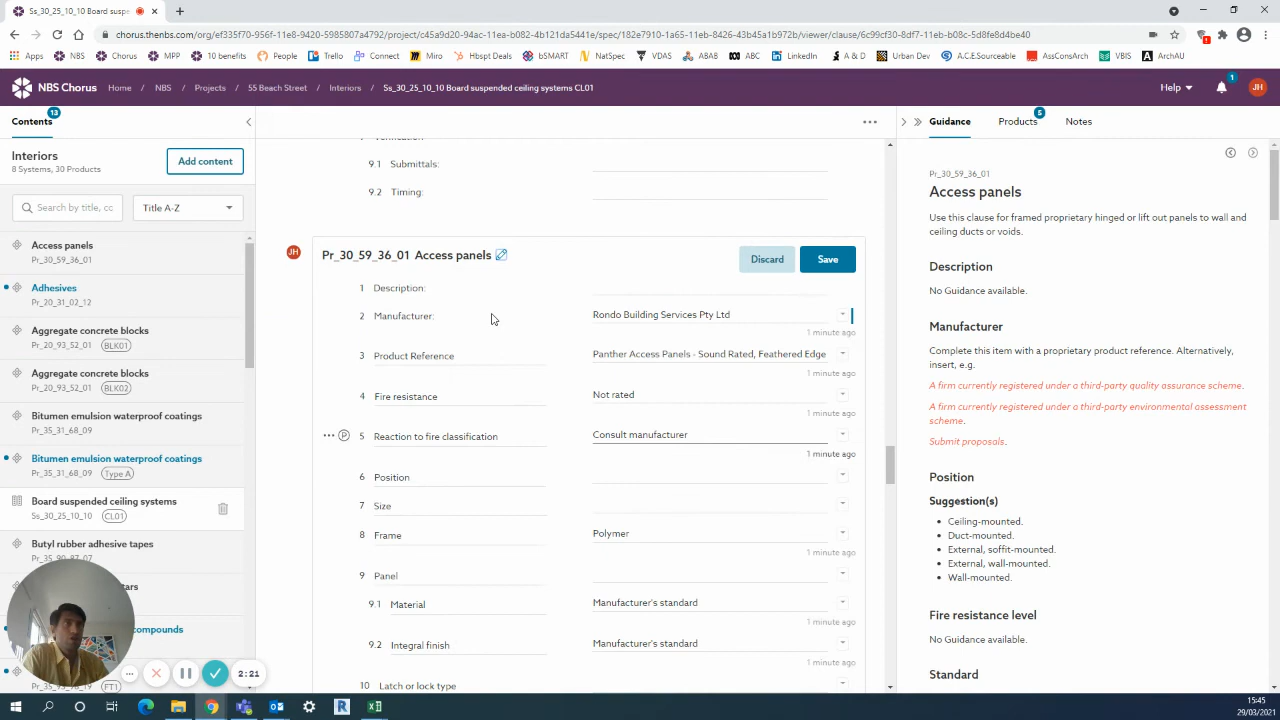 Ss_30_25_10_10 Board susp
chorus.thenbs.com/org/ef335f70-956f-11e8-9420-5985807a4792/project/c45a9d20-94ac-11ea-b082-4b121da5441e/spec/182e7910-1a65-11eb-8426-43b45a1b972b/viewer/clause/6c99cf30-8df7-11eb-b08c-5d8fe8d4be40
Apps NBS Chorus MPP 10 benefits People Trello Connect Miro Hbspt Deals bSMART NatSpec VDAS ABAB ABC LinkedIn A & D Urban Dev A.C.E.Sourceable AssConsArch VBIS ArchAU
NBS Chorus Home NBS Projects 55 Beach Street Interiors Ss_30_25_10_10 Board suspended ceiling systems CL01 Help 1 JH
Contents 13
Interiors
8 Systems, 30 Products
Add content
Search by title, cc
Title A-Z
Access panels
Pr_30_59_36_01
Adhesives
Pr_20_31_02_12
Aggregate concrete blocks
Pr_20_93_52_01 BLK01
Aggregate concrete blocks
Pr_20_93_52_01 BLK02
Bitumen emulsion waterproof coatings
Pr_35_31_68_09
Bitumen emulsion waterproof coatings
Pr_35_31_68_09 Type A
Board suspended ceiling systems
Ss_30_25_10_10 CL01
Butyl rubber adhesive tapes
Pr_35_90_87_07
compounds
FT1
2:21
9.1 Submittals:
9.2 Timing:
JH
Pr_30_59_36_01 Access panels
Discard
Save
1 Description:
2 Manufacturer: Rondo Building Services Pty Ltd
1 minute ago
3 Product Reference Panther Access Panels - Sound Rated, Feathered Edge
1 minute ago
4 Fire resistance Not rated
1 minute ago
P 5 Reaction to fire classification Consult manufacturer
1 minute ago
6 Position
7 Size
8 Frame Polymer
1 minute ago
9 Panel
9.1 Material Manufacturer's standard
1 minute ago
9.2 Integral finish Manufacturer's standard
1 minute ago
10 Latch or lock type
Guidance Products 5 Notes
Pr_30_59_36_01
Access panels
Use this clause for framed proprietary hinged or lift out panels to wall and
ceiling ducts or voids.
Description
No Guidance available.
Manufacturer
Complete this item with a proprietary product reference. Alternatively,
insert, e.g.
A firm currently registered under a third-party quality assurance scheme.
A firm currently registered under a third-party environmental assessment
scheme.
Submit proposals.
Position
Suggestion(s)
• Ceiling-mounted.
• Duct-mounted.
• External, soffit-mounted.
• External, wall-mounted.
• Wall-mounted.
Fire resistance level
No Guidance available.
Standard
15:45
29/03/2021